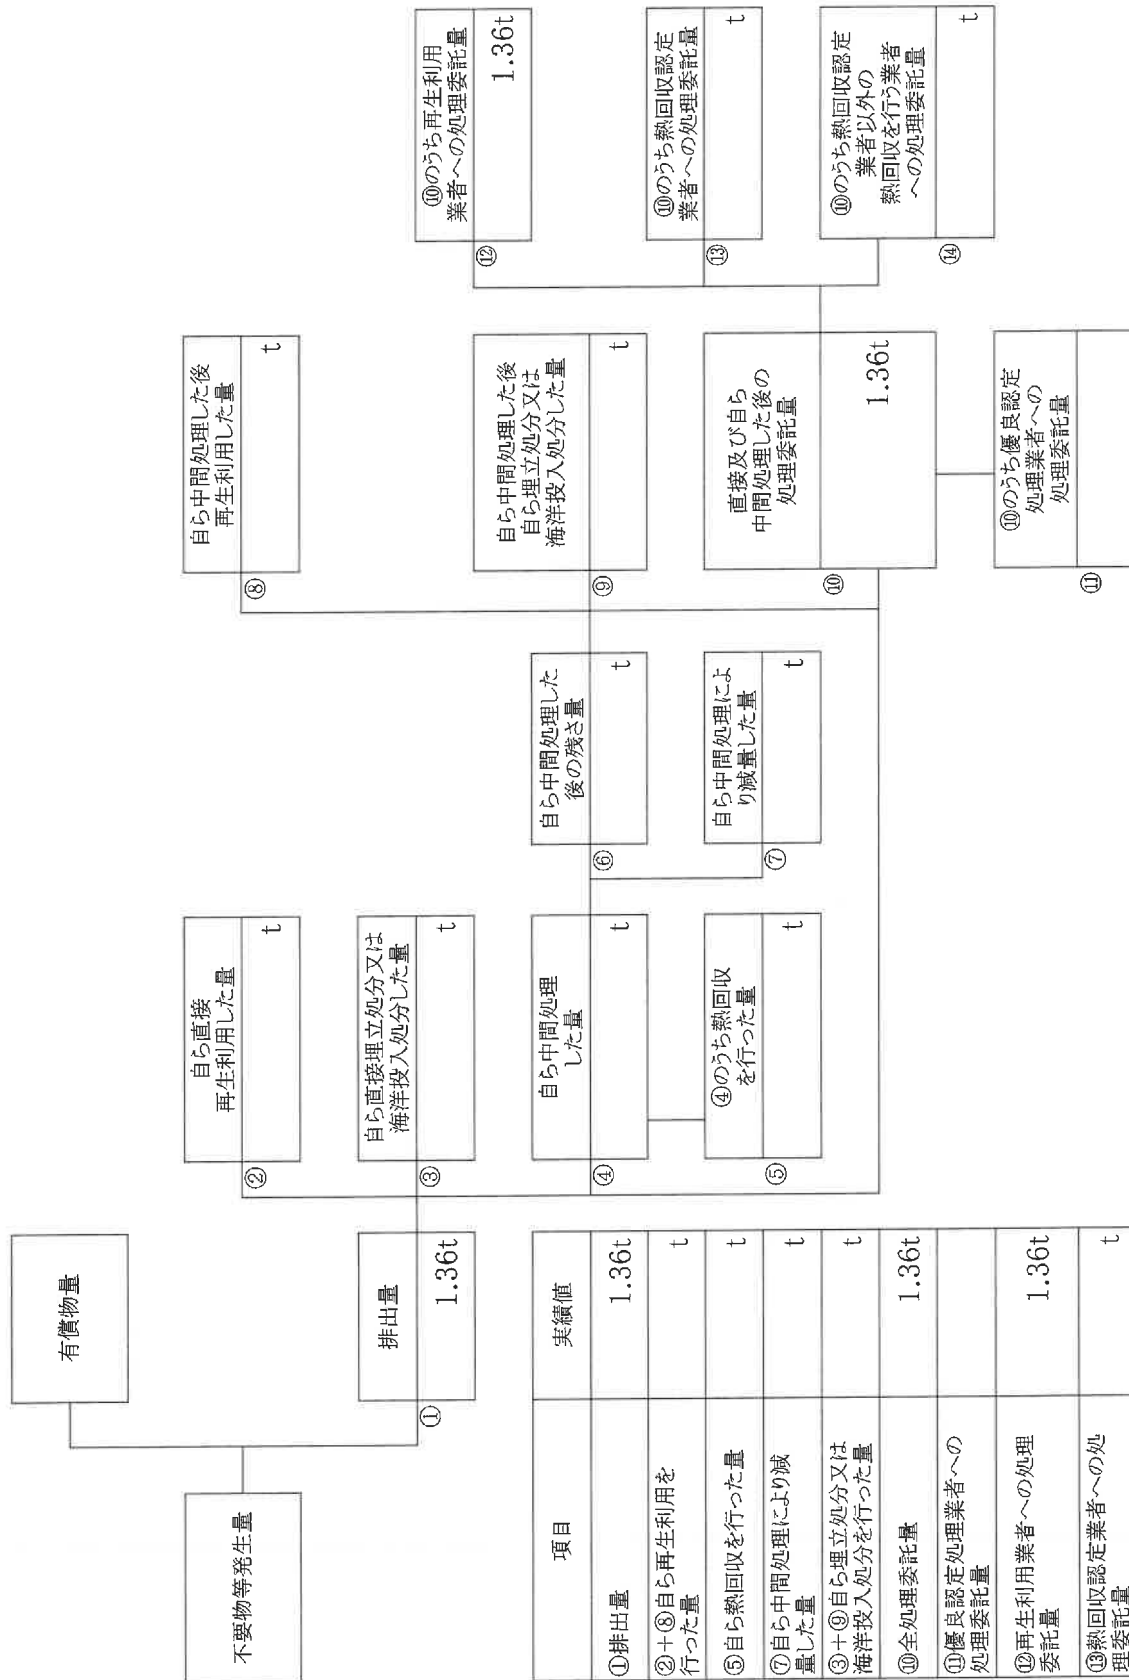 有償物量
不要物等発生量
排出量
①
1.36t
自ら直接
再生利用した量
②
t
自ら直接埋立処分又は
海洋投入処分した量
③
t
自ら中間処理
した量
④
t
④のうち熱回収
を行った量
⑤
t
自ら中間処理した
後の残さ量
⑥
t
自ら中間処理によ
り減量した量
⑦
t
自ら中間処理した後
再生利用した量
⑧
t
自ら中間処理した後
自ら埋立処分又は
海洋投入処分した量
⑨
t
直接及び自ら
中間処理した後の
処理委託量
⑩
1.36t
⑩のうち優良認定
処理業者への
処理委託量
⑪
⑩のうち再生利用
業者への処理委託量
⑫
1.36t
⑩のうち熱回収認定
業者への処理委託量
⑬
t
⑩のうち熱回収認定
業者以外の
熱回収を行う業者
への処理委託量
⑭
t
項目
実績値
①排出量
1.36t
②+⑧自ら再生利用を
行った量
t
⑤自ら熱回収を行った量
t
⑦自ら中間処理により減
量した量
t
③+⑨自ら埋立処分又は
海洋投入処分を行った量
t
⑩全処理委託量
1.36t
⑪優良認定処理業者への
処理委託量
⑫再生利用業者への処理
委託量
1.36t
⑬熱回収認定業者への処
理委託量
t